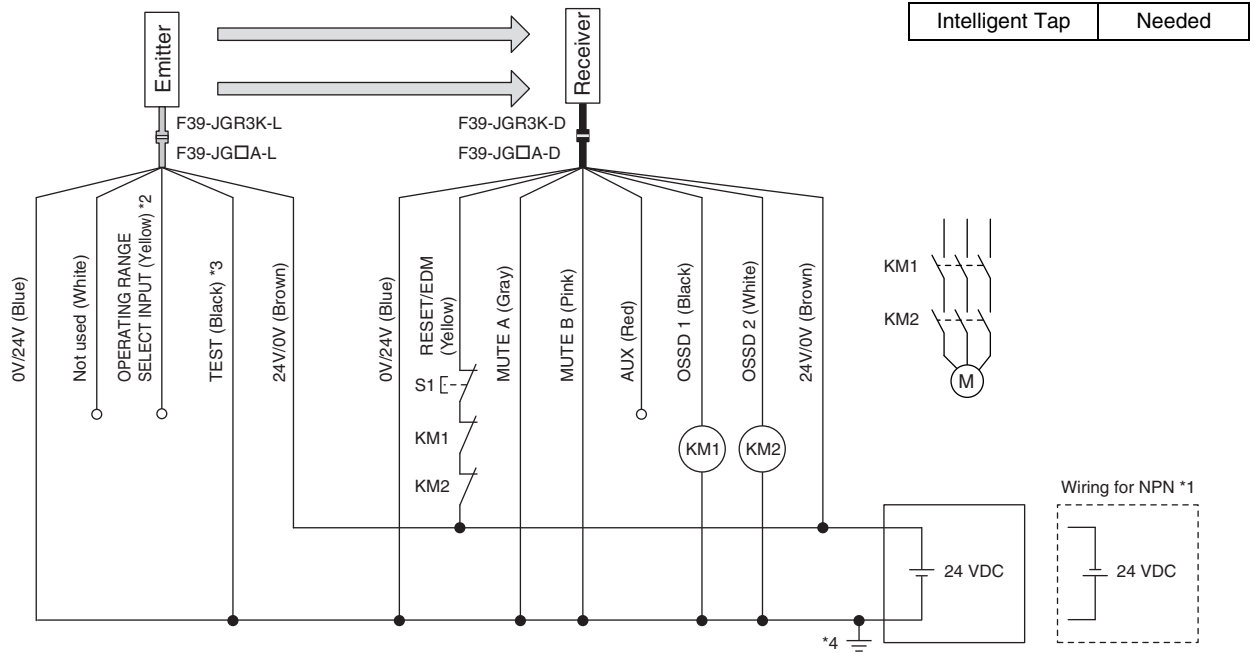 Intelligent Tap
Needed
Emitter
Receiver
F39-JGR3K-L
F39-JG□A-L
F39-JGR3K-D
F39-JG□A-D
0V/24V (Blue)
Not used (White)
OPERATING RANGE
SELECT INPUT (Yellow) *2
TEST (Black) *3
24V/0V (Brown)
0V/24V (Blue)
RESET/EDM
(Yellow)
MUTE A (Gray)
MUTE B (Pink)
AUX (Red)
OSSD 1 (Black)
OSSD 2 (White)
24V/0V (Brown)
KM1
KM2
M
S1
KM1
KM2
KM1
KM2
24 VDC
Wiring for NPN *1
24 VDC
*4